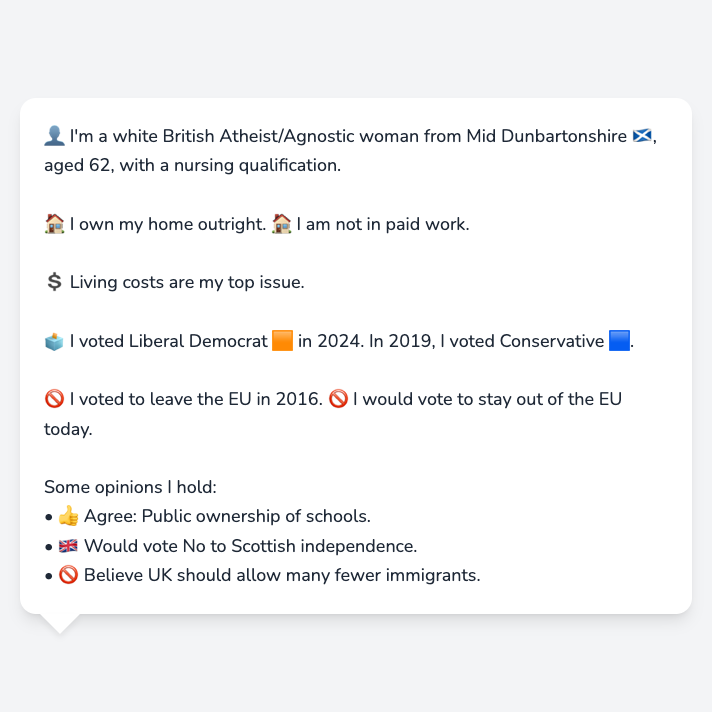 👤 I'm a white British Atheist/Agnostic woman from Mid Dunbartonshire 🏴󠁧󠁢󠁳󠁣󠁴󠁿,
aged 62, with a nursing qualification.
🏠 I own my home outright. 🏠 I am not in paid work.
💲 Living costs are my top issue.
🗳️ I voted Liberal Democrat 🟧 in 2024. In 2019, I voted Conservative 🟦.
🚫 I voted to leave the EU in 2016. 🚫 I would vote to stay out of the EU
today.
Some opinions I hold:
• 👍 Agree: Public ownership of schools.
• 🇬🇧 Would vote No to Scottish independence.
• 🚫 Believe UK should allow many fewer immigrants.